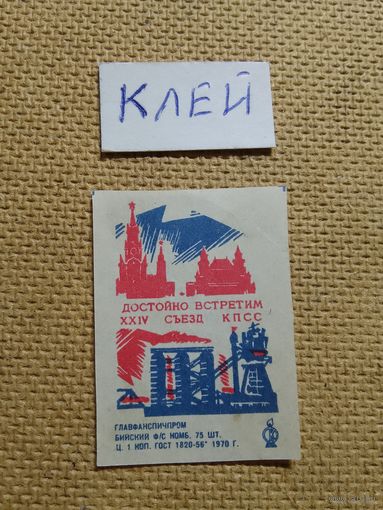 КЛЕЙ
ДОСТОЙНО ВСТРЕТИМ
XXIV СЪЕЗД КПСС
ГЛАВФАНСПИЧПРОМ
БИЙСКИЙ Ф/С КОМБ. 75 ШТ.
Ц. 1 КОП. ГОСТ 1820-56* 1970 Г.